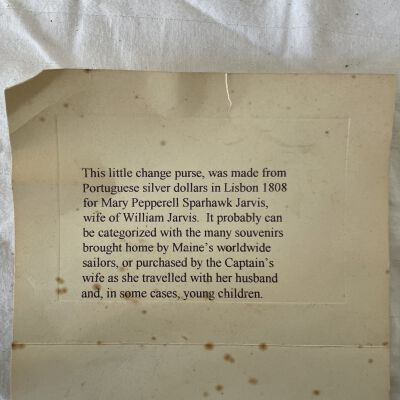 This little change purse, was made from
Portuguese silver dollars in Lisbon 1808
for Mary Pepperell Sparhawk Jarvis,
wife of William Jarvis. It probably can
be categorized with the many souvenirs
brought home by Maine's worldwide
sailors, or purchased by the Captain's
wife as she travelled with her husband
and, in some cases, young children.